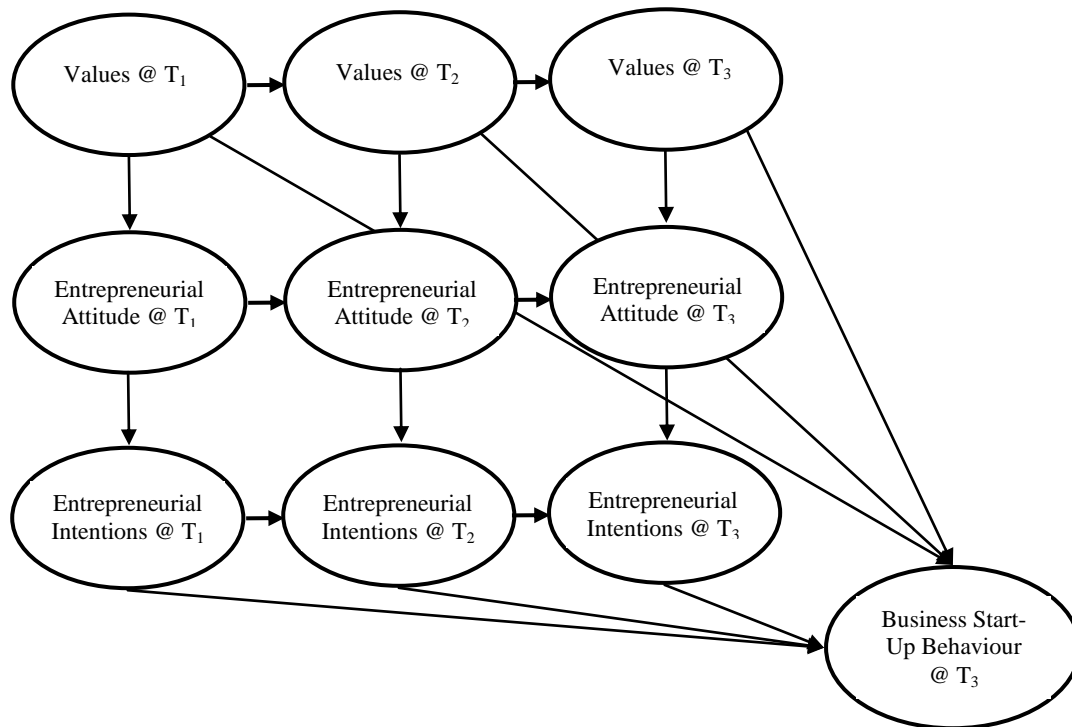 Values @ T₁
Values @ T₂
Values @ T₃
Entrepreneurial
Attitude @ T₁
Entrepreneurial
Attitude @ T₂
Entrepreneurial
Attitude @ T₃
Entrepreneurial
Intentions @ T₁
Entrepreneurial
Intentions @ T₂
Entrepreneurial
Intentions @ T₃
Business Start-
Up Behaviour
@ T₃